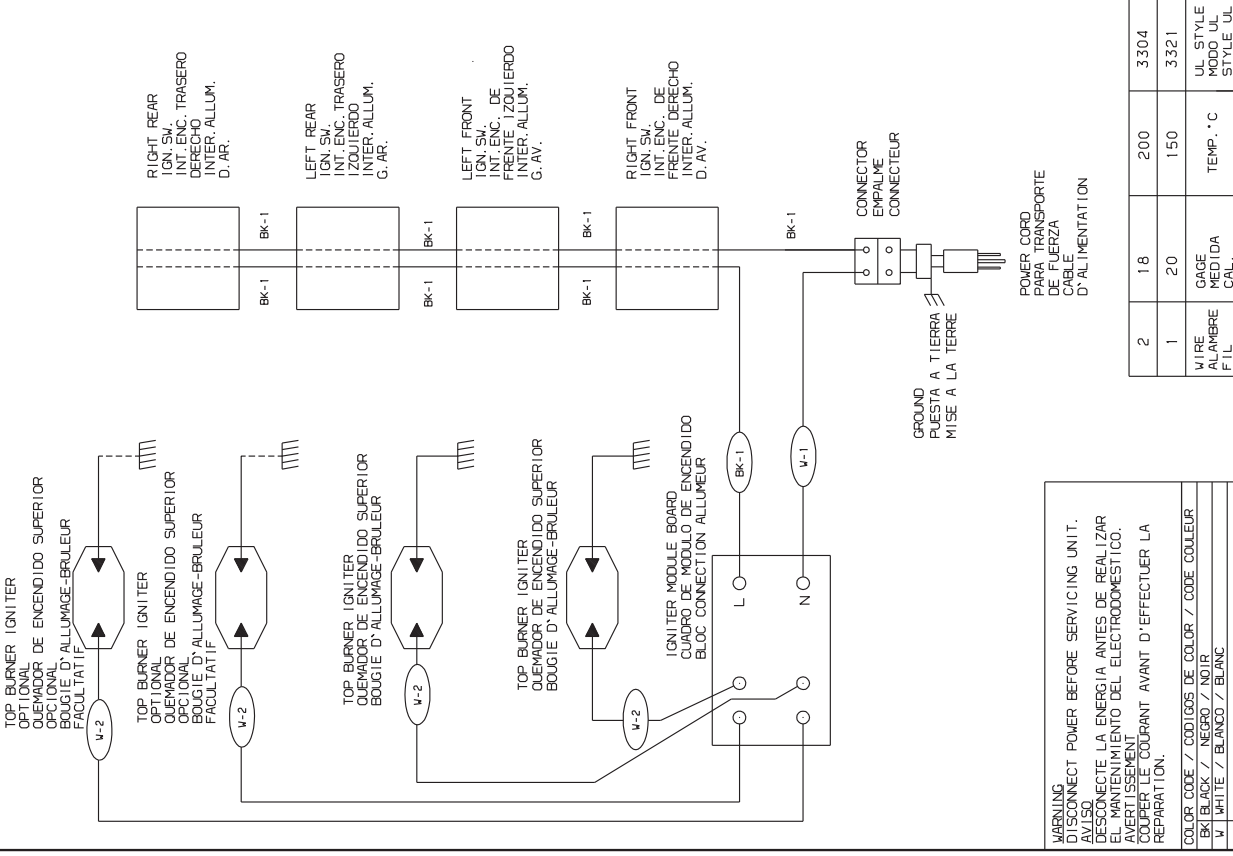 TOP BURNER IGNITER
OPTIONAL
QUEMADOR DE ENCENDIDO SUPERIOR
OPCIONAL
BOUGIE D'ALLUMAGE-BRULEUR
FACULTATIF
W-2
TOP BURNER IGNITER
OPTIONAL
QUEMADOR DE ENCENDIDO SUPERIOR
OPCIONAL
BOUGIE D'ALLUMAGE-BRULEUR
FACULTATIF
W-2
TOP BURNER IGNITER
QUEMADOR DE ENCENDIDO SUPERIOR
BOUGIE D'ALLUMAGE-BRULEUR
W-2
TOP BURNER IGNITER
QUEMADOR DE ENCENDIDO SUPERIOR
BOUGIE D'ALLUMAGE-BRULEUR
W-2
IGNITER MODULE BOARD
CUADRO DE MODULO DE ENCENDIDO
BLOC CONNECTION ALLUMEUR
L
N
BK-1
W-1
RIGHT REAR
IGN. SW.
INT. ENC. TRASERO
DERECHO
INTER. ALLUM.
D. AR.
BK-1
BK-1
LEFT REAR
IGN. SW.
INT. ENC. TRASERO
IZQUIERDO
INTER. ALLUM.
G. AR.
BK-1
BK-1
LEFT FRONT
IGN. SW.
INT. ENC. DE
FRENTE IZQUIERDO
INTER. ALLUM.
G. AV.
BK-1
BK-1
RIGHT FRONT
IGN. SW.
INT. ENC. DE
FRENTE DERECHO
INTER. ALLUM.
D. AV.
BK-1
CONNECTOR
EMPALME
CONNECTEUR
GROUND
PUESTA A TIERRA
MISE A LA TERRE
POWER CORD
PARA TRANSPORTE
DE FUERZA
CABLE
D'ALIMENTATION
WARNING
DISCONNECT POWER BEFORE SERVICING UNIT.
AVISO
DESCONECTE LA ENERGIA ANTES DE REALIZAR
EL MANTENIMIENTO DEL ELECTRODOMESTICO.
AVERTISSEMENT
COUPER LE COURANT AVANT D'EFFECTUER LA
REPARATION.
COLOR CODE / CODIGOS DE COLOR / CODE COULEUR
BK BLACK / NEGRO / NOIR
W WHITE / BLANCO / BLANC
2 18 200 3304
1 20 150 3321
WIRE GAGE TEMP. °C UL STYLE
ALAMBRE MEDIDA MODO UL
FIL CAL. STYLE UL